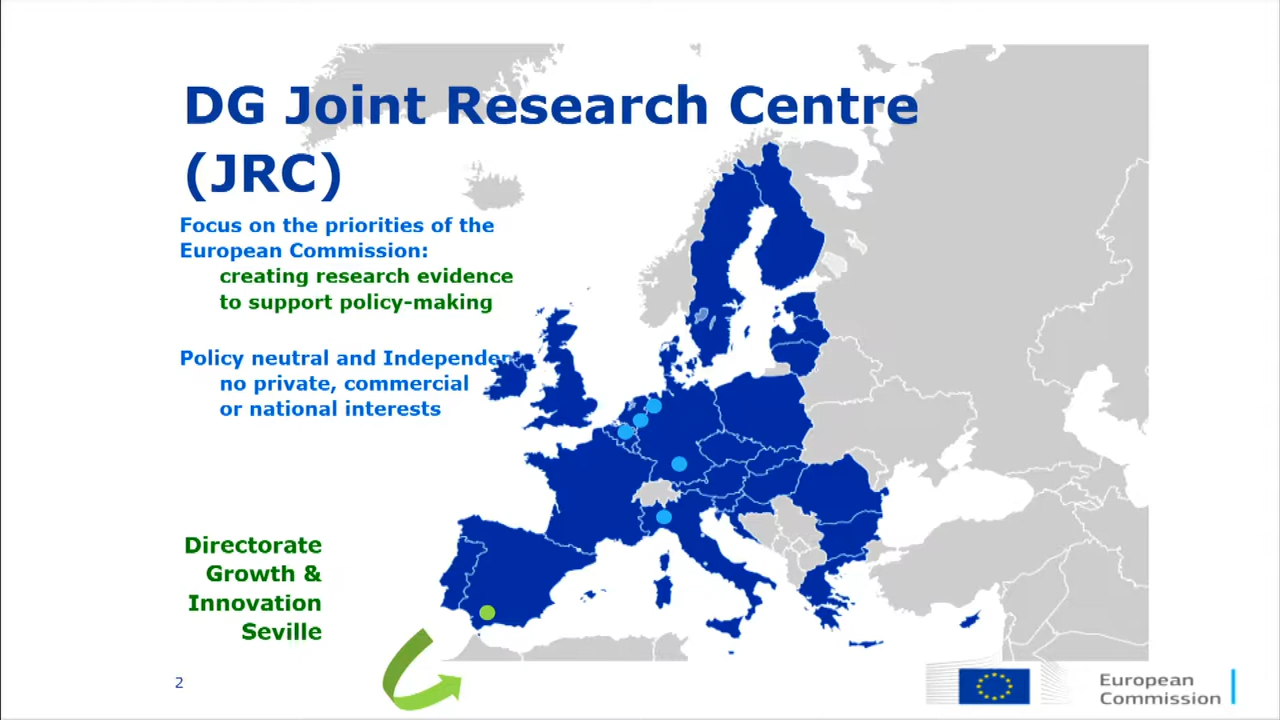 DG Joint Research Centre
(JRC)
Focus on the priorities of the
European Commission:
creating research evidence
to support policy-making
Policy neutral and Independent
no private, commercial
or national interests
Directorate
Growth &
Innovation
Seville
2
European
Commission